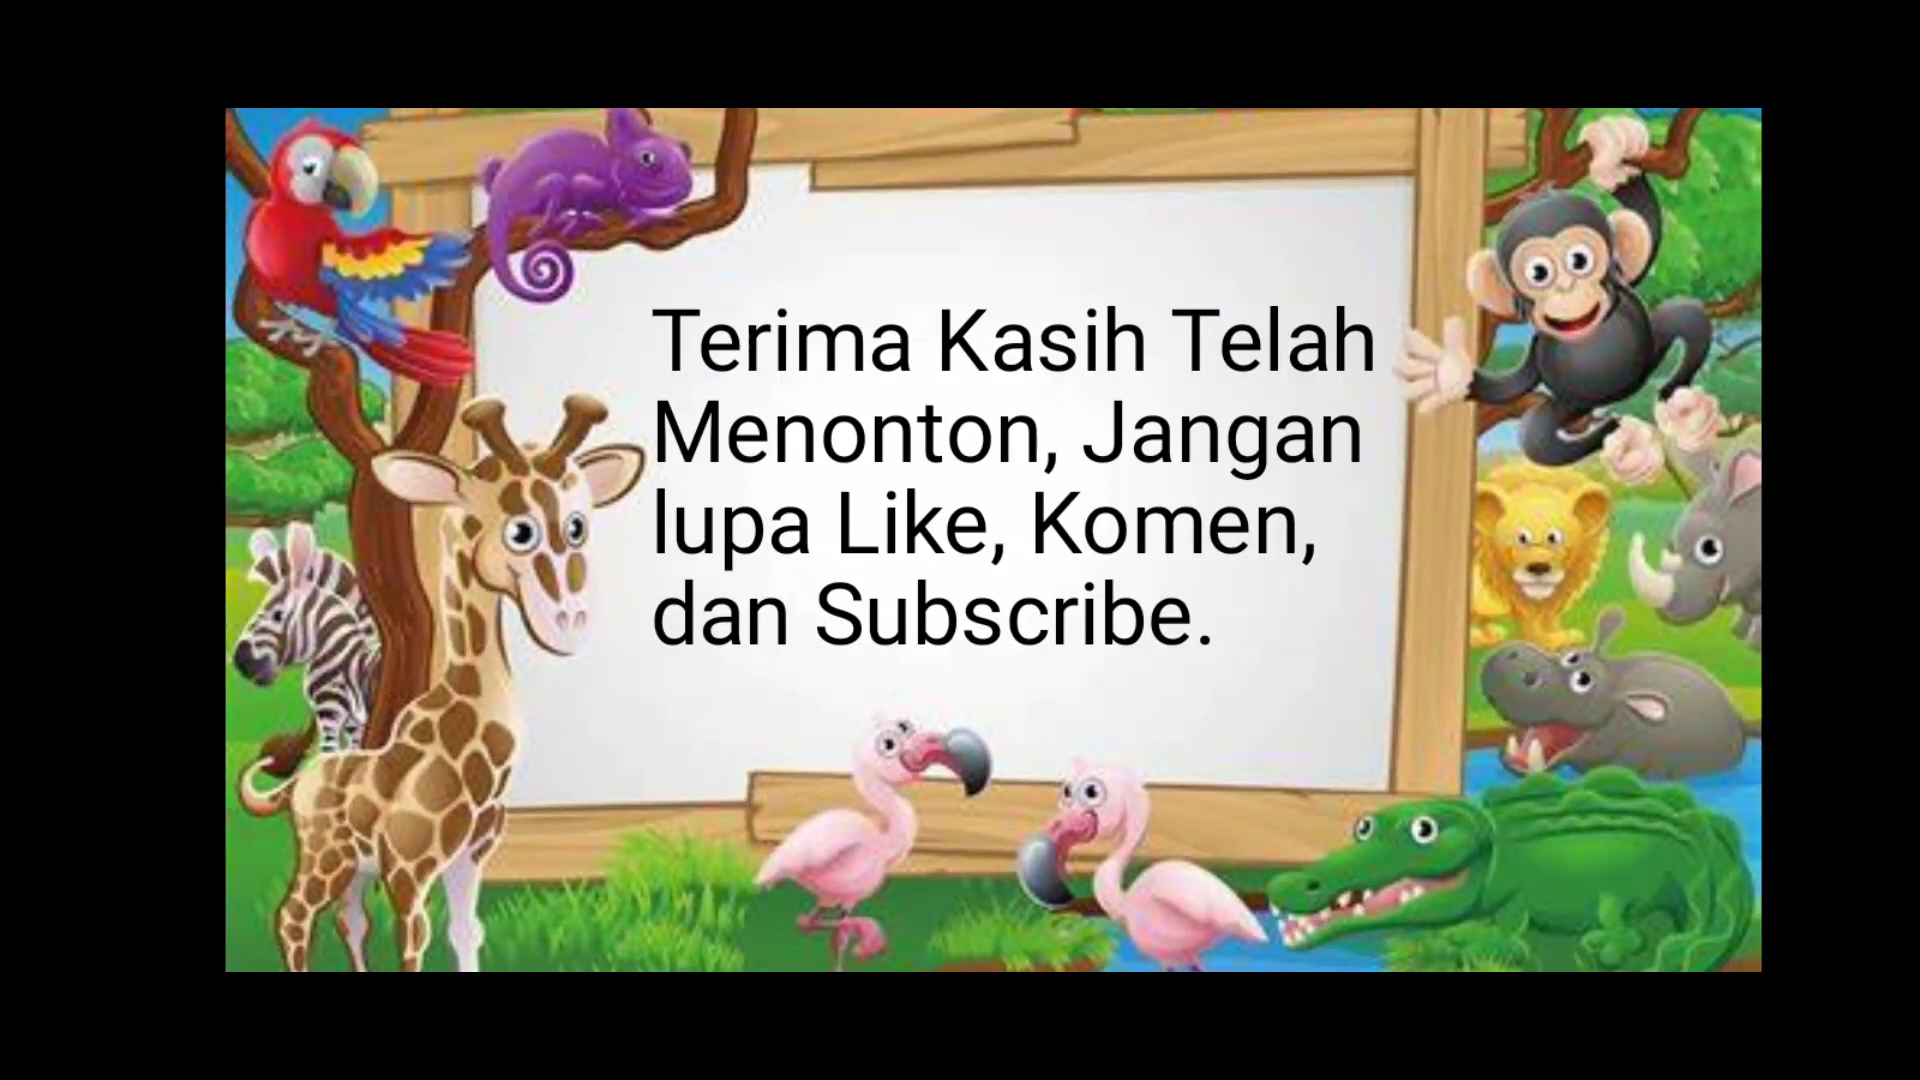 Terima Kasih Telah
Menonton, Jangan
lupa Like, Komen,
dan Subscribe.